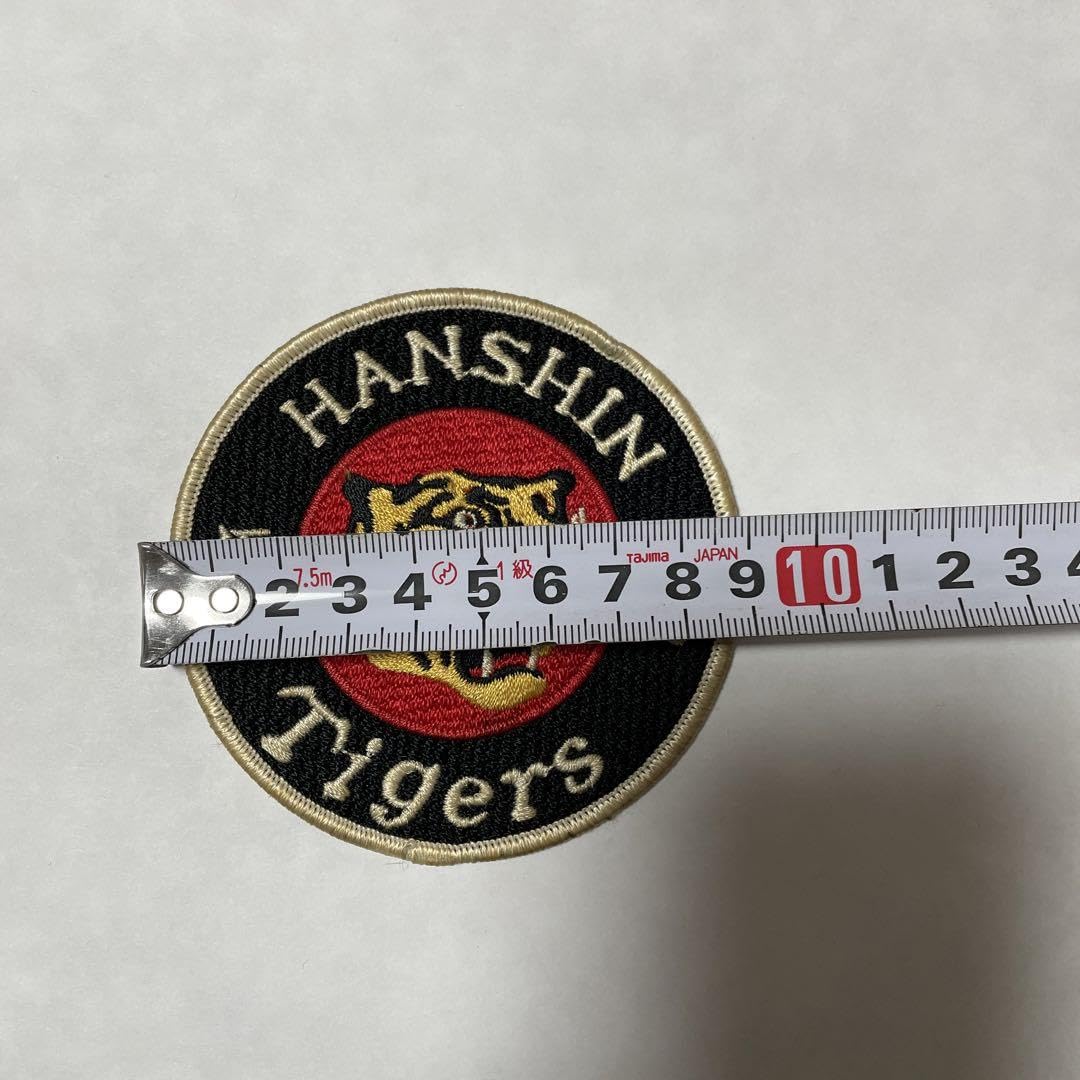 HANSHIN
Tajima JAPAN
7.5m 1級
2 3 4 5 6 7 8 9 10 1 2 3 4
Tigers